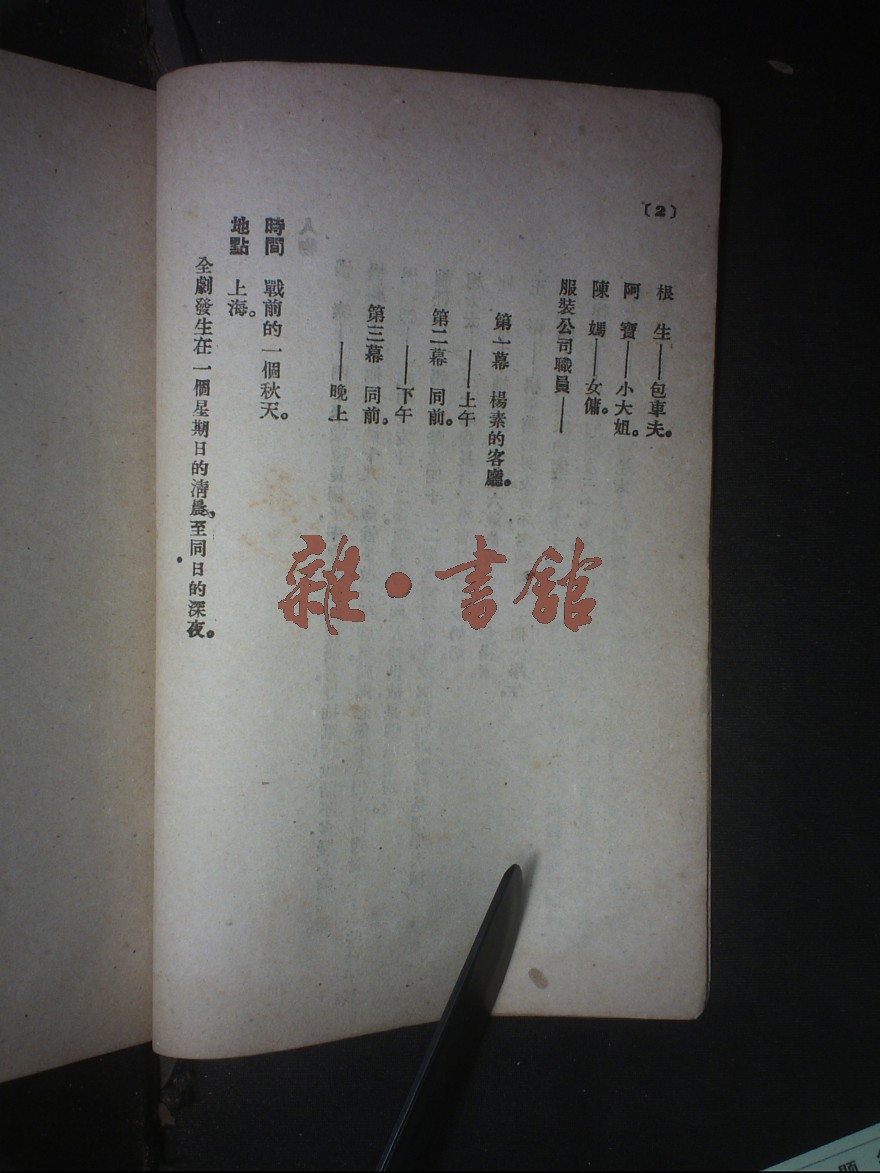 〔2〕
根　生——包車夫。
阿　寶——小大姐。
陳　媽——女傭。
服裝公司職員——
第一幕　楊素的客廳。
——上午
第二幕　同前。
——下午
第三幕　同前。
——晚上
時間　戰前的一個秋天。
地點　上海。
全劇發生在一個星期日的清晨，至同日的深夜。
雜·書館